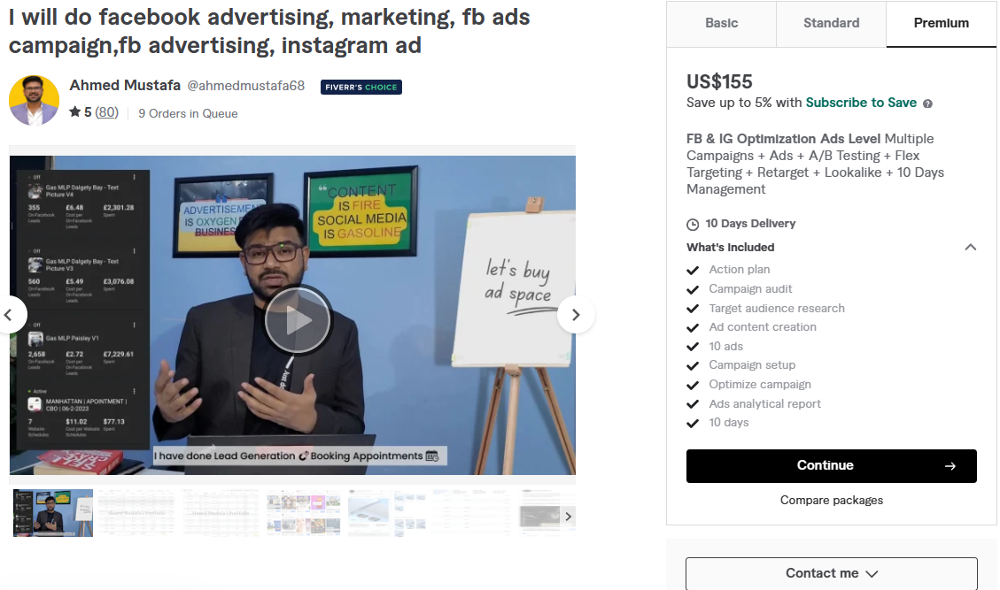 I will do facebook advertising, marketing, fb ads
campaign,fb advertising, instagram ad
Ahmed Mustafa @ahmedmustafa68 FIVERR'S CHOICE
5 (80) 9 Orders in Queue
Off
Gas MLP Dalgety Bay - Text
Picture V4
355 £6.48 £2,301.28
On-Facebook Leads
Cost per On-Facebook Leads
Spent
Off
Gas MLP Dalgety Bay - Text
Picture V3
560 £5.49 £3,076.08
On-Facebook Leads
Cost per On-Facebook Leads
Spent
Off
Gas MLP Paisley V1
2,658 £2.72 £7,229.61
On-Facebook Leads
Cost per On-Facebook Leads
Spent
Active
MANHATTAN | APOINTMENT |
CBO | 06-2-2023
7 $11.02 $77.13
Website Schedules
Cost per Website Schedules
Spent
ADVERTISEMEN
IS OXYGEN
BUSINES
“CONTENT
IS FIRE
SOCIAL MEDIA
IS GASOLINE
let's buy
ad space
I have done Lead Generation Booking Appointments
Basic
Standard
Premium
US$155
Save up to 5% with Subscribe to Save
FB & IG Optimization Ads Level Multiple
Campaigns + Ads + A/B Testing + Flex
Targeting + Retarget + Lookalike + 10 Days
Management
10 Days Delivery
What's Included
Action plan
Campaign audit
Target audience research
Ad content creation
10 ads
Campaign setup
Optimize campaign
Ads analytical report
10 days
Continue
Compare packages
Contact me